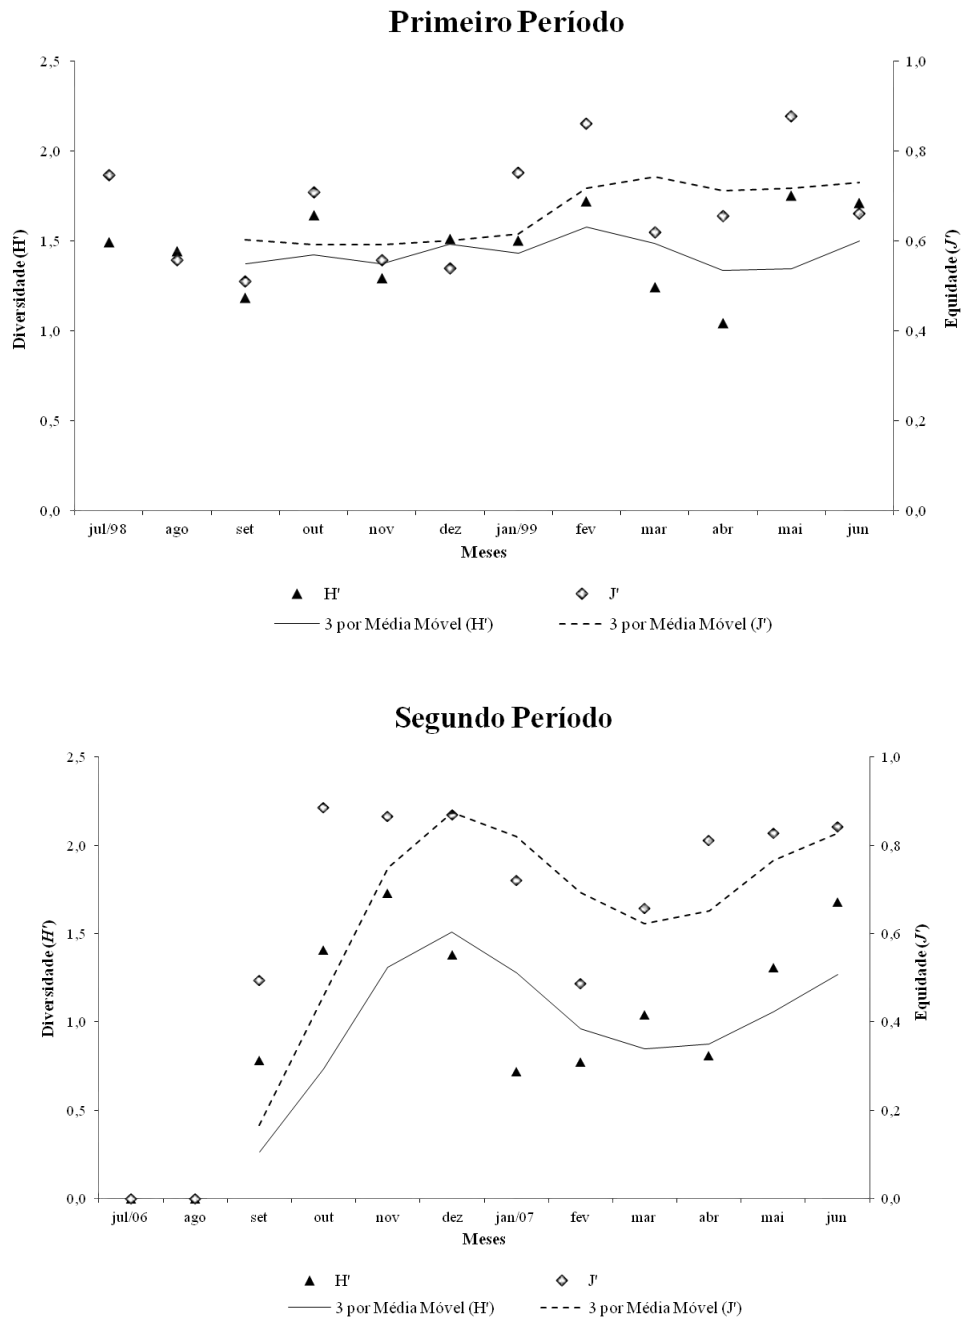 Primeiro Período
2,5
2,0
1,5
1,0
0,5
0,0
Diversidade (H')
1,0
0,8
0,6
0,4
0,2
0,0
Equidade (J')
jul/98 ago set out nov dez jan/99 fev mar abr mai jun
Meses
H' J'
3 por Média Móvel (H') 3 por Média Móvel (J')
Segundo Período
2,5
2,0
1,5
1,0
0,5
0,0
Diversidade (H')
1,0
0,8
0,6
0,4
0,2
0,0
Equidade (J')
jul/06 ago set out nov dez jan/07 fev mar abr mai jun
Meses
H' J'
3 por Média Móvel (H') 3 por Média Móvel (J')